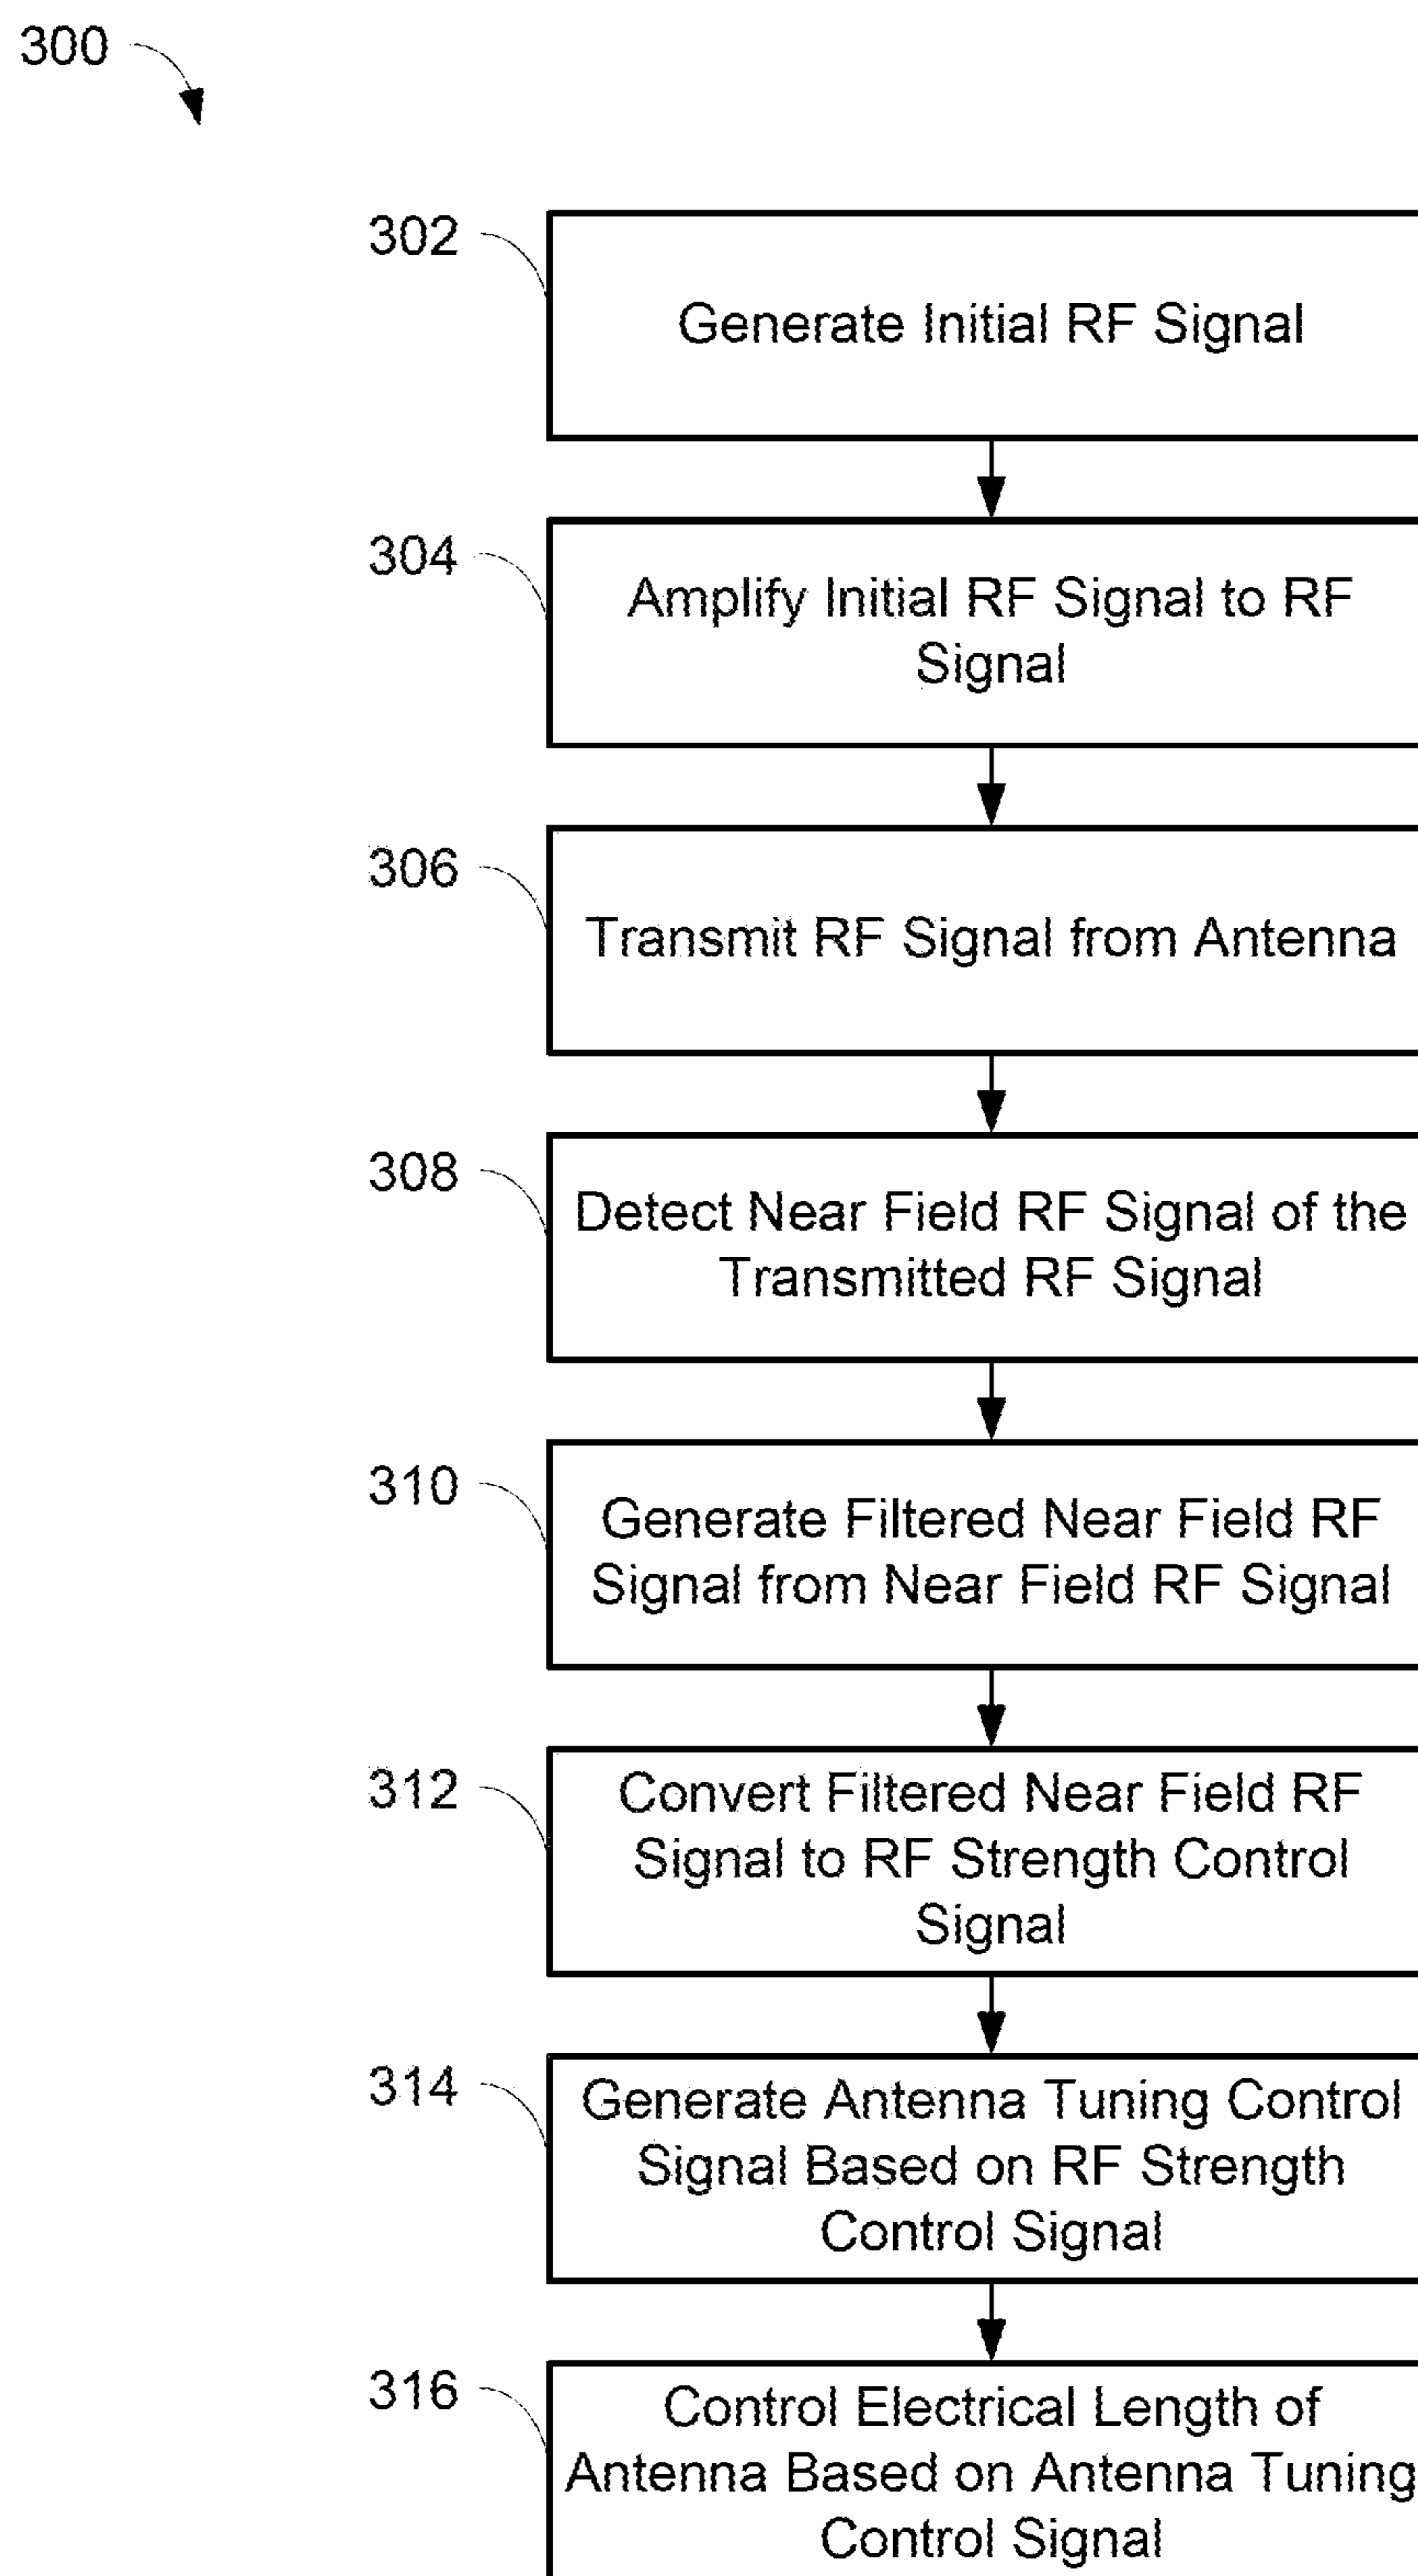 300
302
Generate Initial RF Signal
304
Amplify Initial RF Signal to RF
Signal
306
Transmit RF Signal from Antenna
308
Detect Near Field RF Signal of the
Transmitted RF Signal
310
Generate Filtered Near Field RF
Signal from Near Field RF Signal
312
Convert Filtered Near Field RF
Signal to RF Strength Control
Signal
314
Generate Antenna Tuning Control
Signal Based on RF Strength
Control Signal
316
Control Electrical Length of
Antenna Based on Antenna Tuning
Control Signal